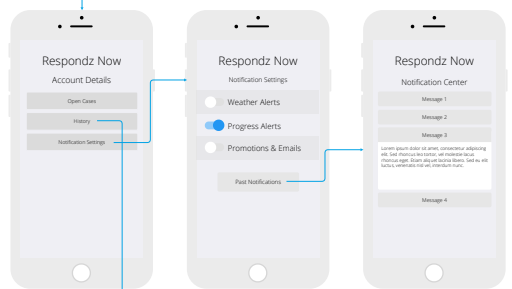 Respondz Now
Account Details
Open Cases
History
Notification Settings
Respondz Now
Notification Settings
Weather Alerts
Progress Alerts
Promotions & Emails
Past Notifications
Respondz Now
Notification Center
Message 1
Message 2
Message 3
Lorem ipsum dolor sit amet, consectetur adipiscing
elit. Sed rhoncus leo tortor, vel molestie lacus
rhoncus eget. Etiam aliquet lacinia libero. Sed eu elit
luctus, venenatis nisl vel, interdum nunc.
Message 4